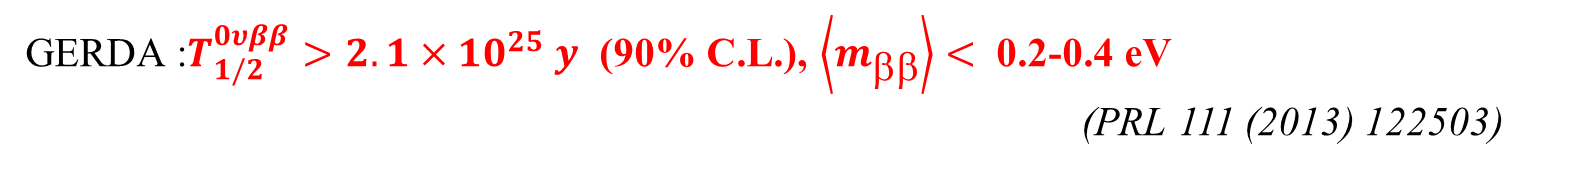 GERDA :T_{1/2}^{0νββ} > 2.1 × 10^{25} y (90% C.L.), ⟨m_{ββ}⟩ < 0.2-0.4 eV
(PRL 111 (2013) 122503)